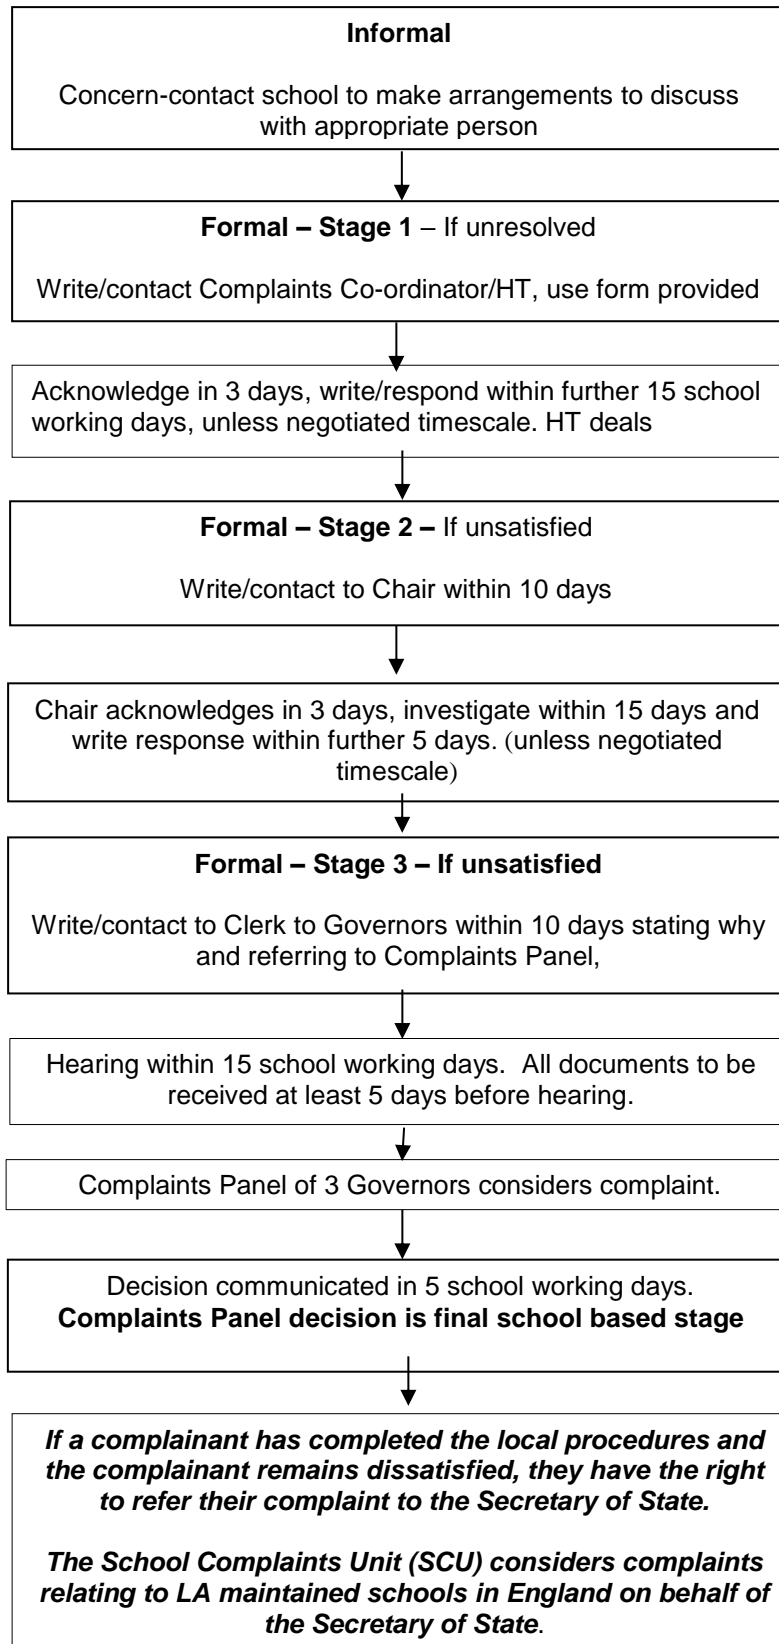 Informal
Concern-contact school to make arrangements to discuss
with appropriate person
Formal – Stage 1 – If unresolved
Write/contact Complaints Co-ordinator/HT, use form provided
Acknowledge in 3 days, write/respond within further 15 school
working days, unless negotiated timescale. HT deals
Formal – Stage 2 – If unsatisfied
Write/contact to Chair within 10 days
Chair acknowledges in 3 days, investigate within 15 days and
write response within further 5 days. (unless negotiated
timescale)
Formal – Stage 3 – If unsatisfied
Write/contact to Clerk to Governors within 10 days stating why
and referring to Complaints Panel,
Hearing within 15 school working days. All documents to be
received at least 5 days before hearing.
Complaints Panel of 3 Governors considers complaint.
Decision communicated in 5 school working days.
Complaints Panel decision is final school based stage
If a complainant has completed the local procedures and
the complainant remains dissatisfied, they have the right
to refer their complaint to the Secretary of State.
The School Complaints Unit (SCU) considers complaints
relating to LA maintained schools in England on behalf of
the Secretary of State.